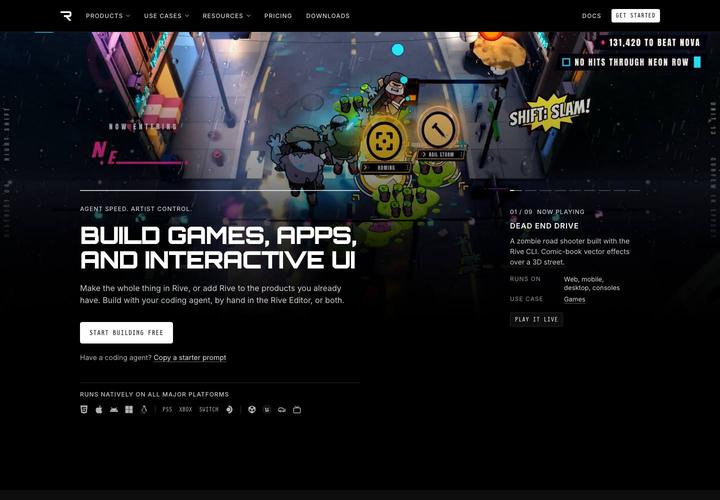 PRODUCTS
USE CASES
RESOURCES
PRICING
DOWNLOADS
DOCS
GET STARTED
131,420 TO BEAT NOVA
NO HITS THROUGH NEON ROW
SHIFT: SLAM!
NOW ENTERING
NE
HOMING
HAIL STORM
AGENT SPEED. ARTIST CONTROL.
BUILD GAMES, APPS,
AND INTERACTIVE UI
Make the whole thing in Rive, or add Rive to the products you already
have. Build with your coding agent, by hand in the Rive Editor, or both.
START BUILDING FREE
Have a coding agent? Copy a starter prompt
RUNS NATIVELY ON ALL MAJOR PLATFORMS
PS5 XBOX SWITCH
01 / 09 NOW PLAYING
DEAD END DRIVE
A zombie road shooter built with the
Rive CLI. Comic-book vector effects
over a 3D street.
RUNS ON Web, mobile,
desktop, consoles
USE CASE Games
PLAY IT LIVE